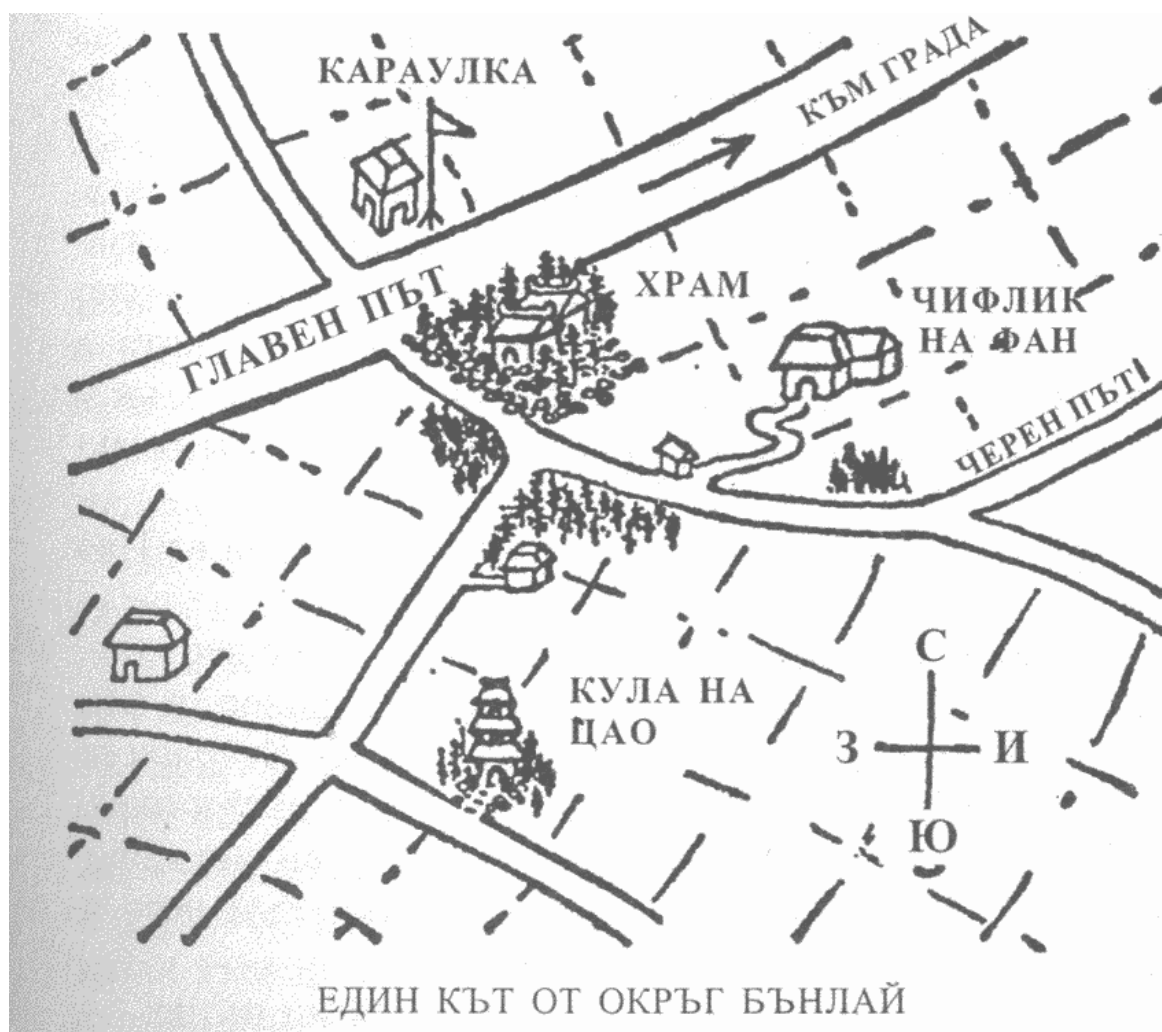 КАРАУЛКА
КЪМ ГРАДА
ГЛАВЕН ПЪТ
ХРАМ
ЧИФЛИК
НА ФАН
ЧЕРЕН ПЪТ
КУЛА НА
ЦАО
С
З И
Ю
ЕДИН КЪТ ОТ ОКРЪГ БЪНЛАЙ